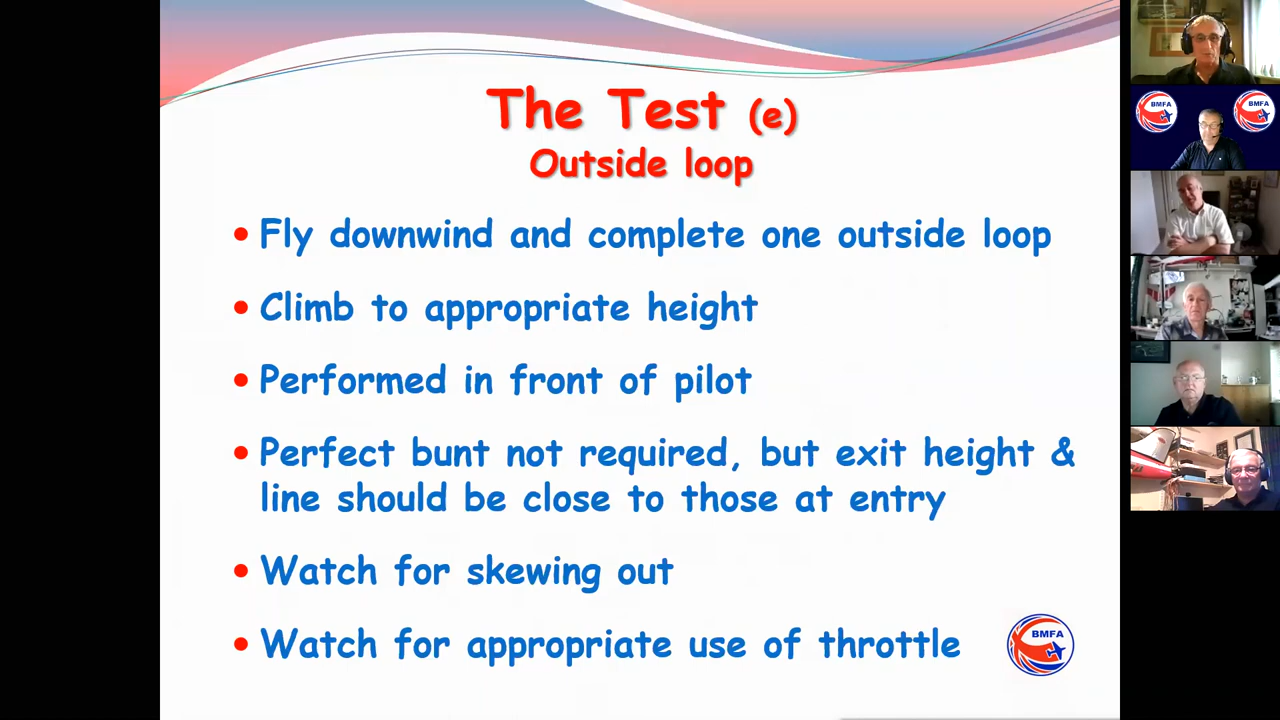 The Test (e)
Outside loop
• Fly downwind and complete one outside loop
• Climb to appropriate height
• Performed in front of pilot
• Perfect bunt not required, but exit height &
line should be close to those at entry
• Watch for skewing out
• Watch for appropriate use of throttle
BMFA
BMFA
BMFA